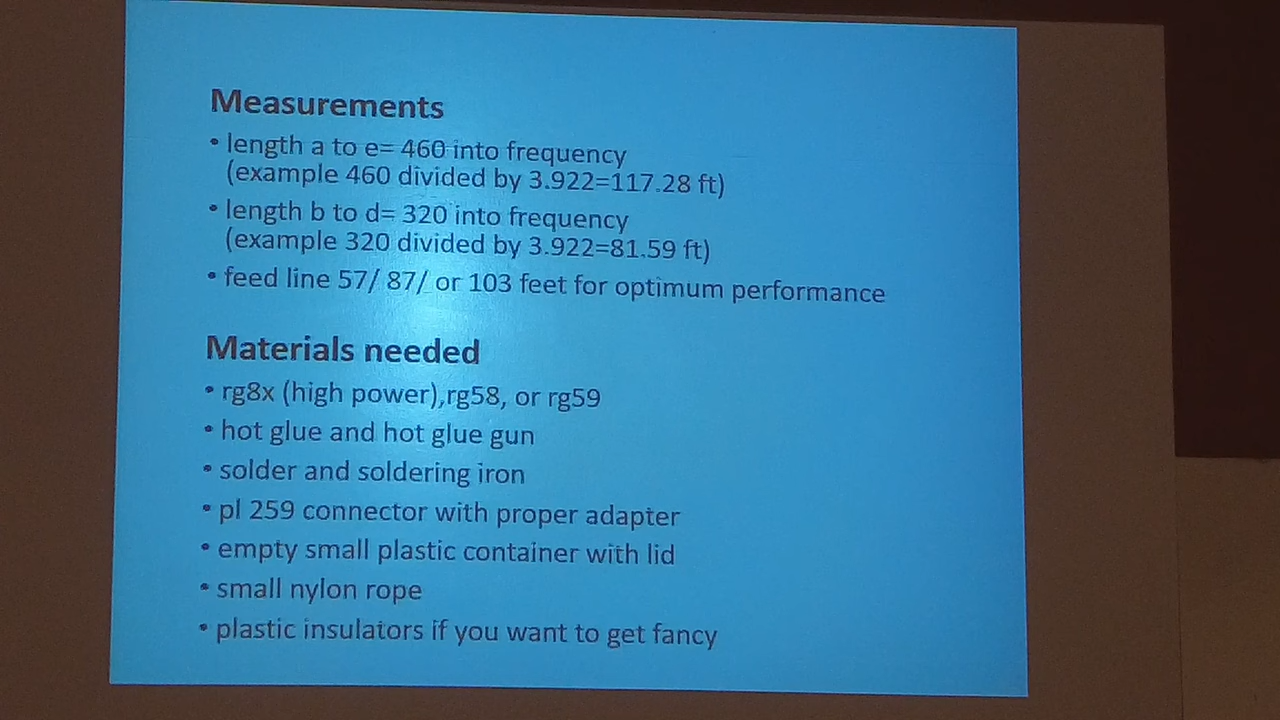 Measurements
• length a to e= 460 into frequency
(example 460 divided by 3.922=117.28 ft)
• length b to d= 320 into frequency
(example 320 divided by 3.922=81.59 ft)
• feed line 57/ 87/ or 103 feet for optimum performance
Materials needed
• rg8x (high power),rg58, or rg59
• hot glue and hot glue gun
• solder and soldering iron
• pl 259 connector with proper adapter
• empty small plastic container with lid
• small nylon rope
• plastic insulators if you want to get fancy